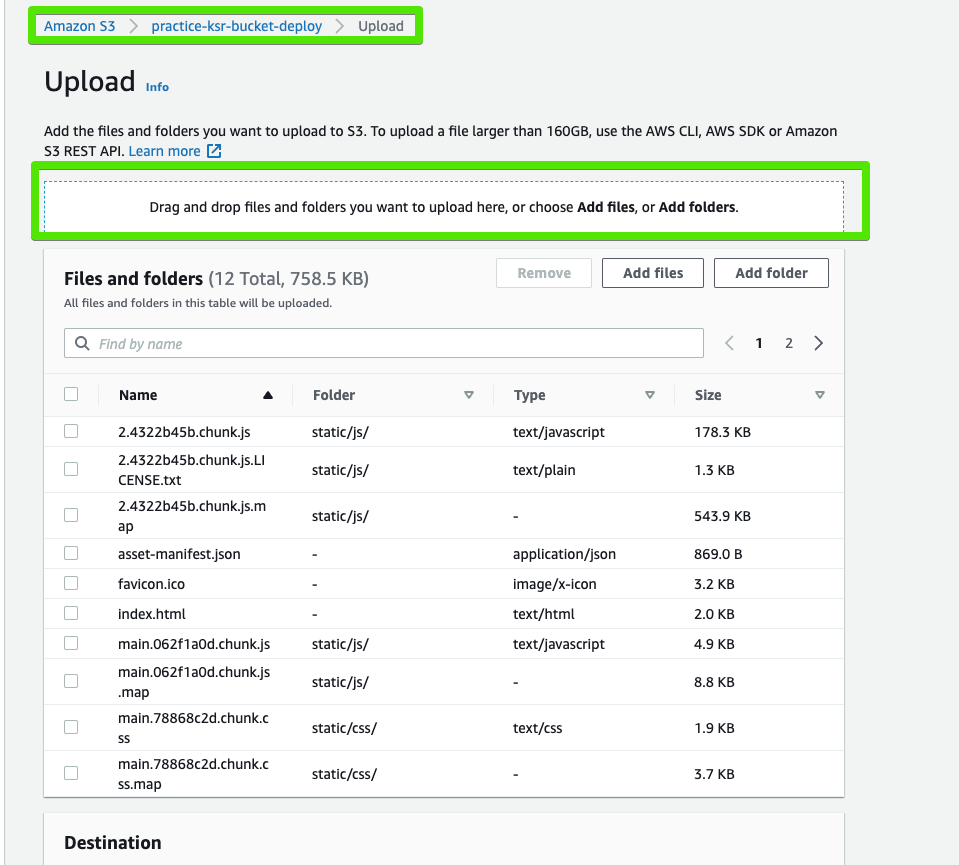 Amazon S3 > practice-ksr-bucket-deploy > Upload
Upload Info
Add the files and folders you want to upload to S3. To upload a file larger than 160GB, use the AWS CLI, AWS SDK or Amazon
S3 REST API. Learn more
Drag and drop files and folders you want to upload here, or choose Add files, or Add folders.
Files and folders (12 Total, 758.5 KB)
Remove Add files Add folder
All files and folders in this table will be uploaded.
Find by name
1 2
Name Folder Type Size
2.4322b45b.chunk.js static/js/ text/javascript 178.3 KB
2.4322b45b.chunk.js.LI
CENSE.txt static/js/ text/plain 1.3 KB
2.4322b45b.chunk.js.m
ap static/js/ - 543.9 KB
asset-manifest.json - application/json 869.0 B
favicon.ico - image/x-icon 3.2 KB
index.html - text/html 2.0 KB
main.062f1a0d.chunk.js static/js/ text/javascript 4.9 KB
main.062f1a0d.chunk.js
.map static/js/ - 8.8 KB
main.78868c2d.chunk.c
ss static/css/ text/css 1.9 KB
main.78868c2d.chunk.c
ss.map static/css/ - 3.7 KB
Destination